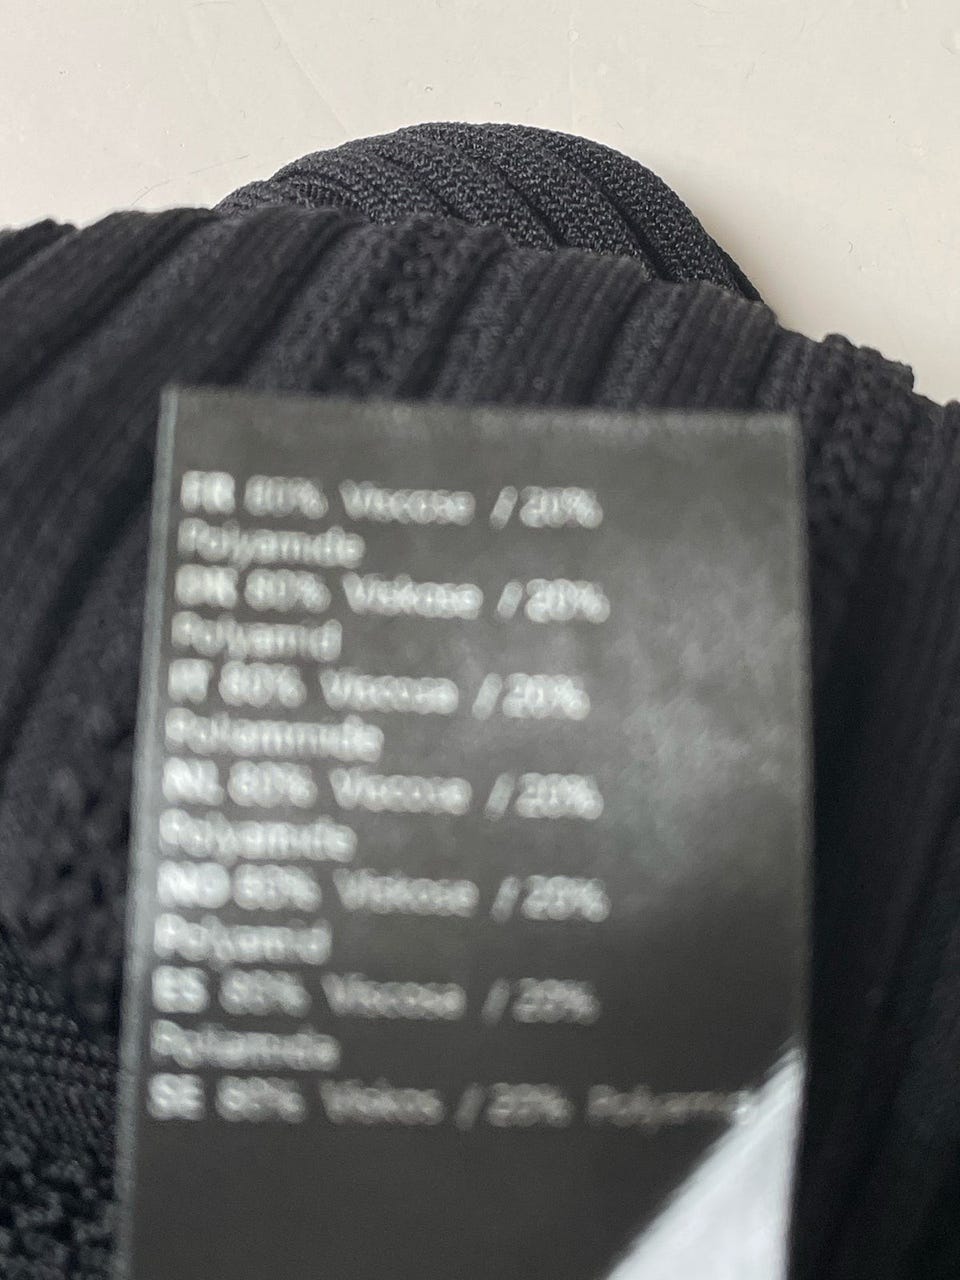 FR 80% Viscose / 20%
Polyamide
DK 80% Viskose / 20%
Polyamid
IT 80% Viscosa / 20%
Poliammide
NL 80% Viscose / 20%
Polyamide
NO 80% Viskose / 20%
Polyamid
ES 80% Viscosa / 20%
Poliamida
SE 80% Viskos / 20% Polyamid